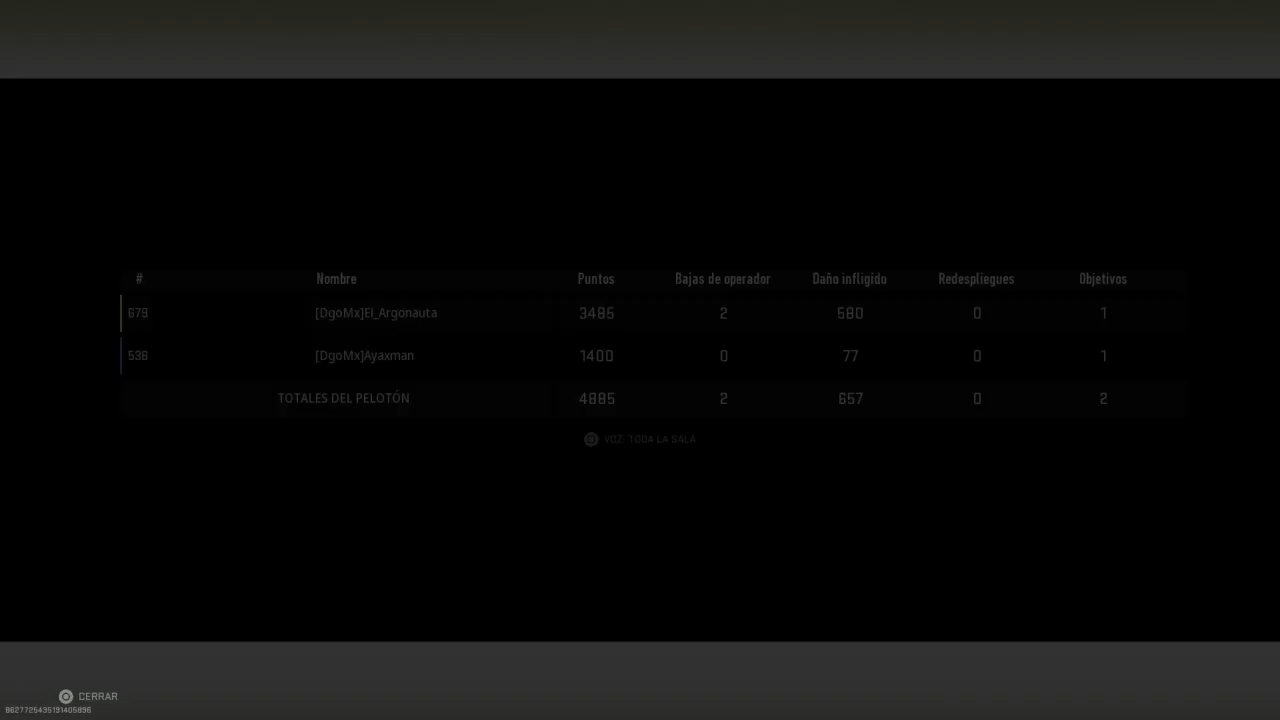 # Nombre Puntos Bajas de operador Daño infligido Redespliegues Objetivos
679 [DgoMx]El_Argonauta 3485 2 580 0 1
538 [DgoMx]Ayaxman 1400 0 77 0 1
TOTALES DEL PELOTÓN 4885 2 657 0 2
VOZ: TODA LA SALA
CERRAR
8627725435191405896